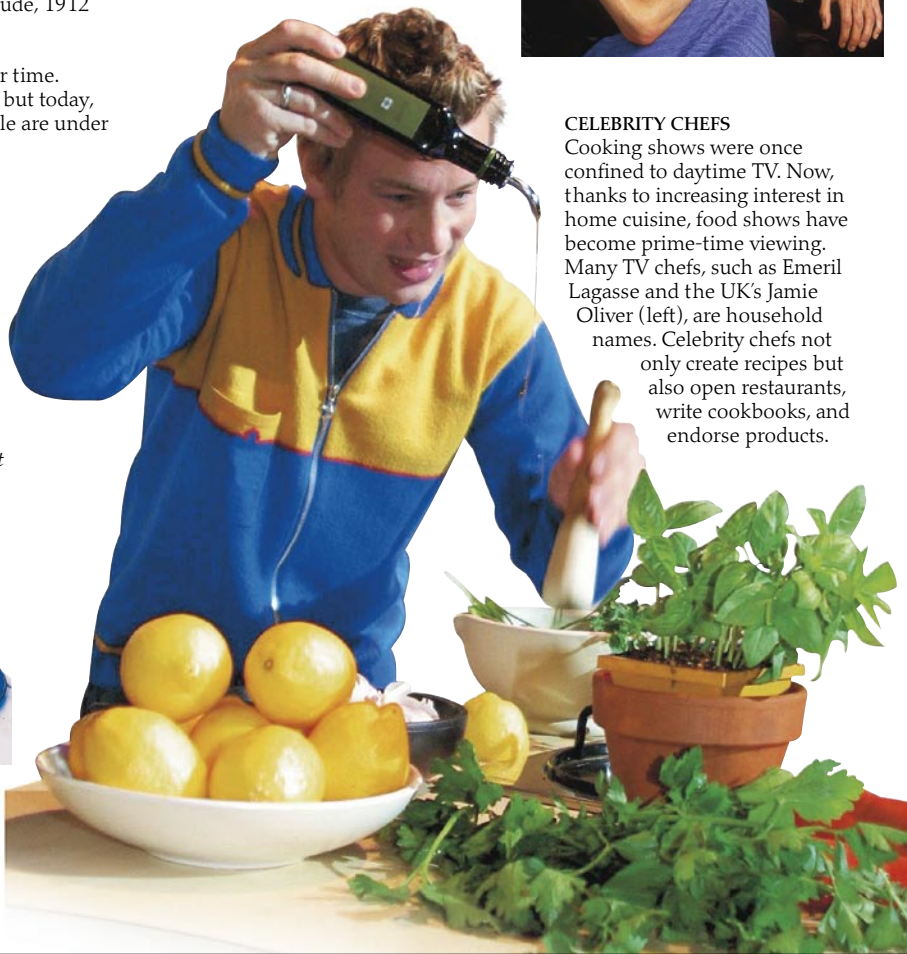 ude, 1912
r time.
but today,
le are under
t
CELEBRITY CHEFS
Cooking shows were once
confined to daytime TV. Now,
thanks to increasing interest in
home cuisine, food shows have
become prime-time viewing.
Many TV chefs, such as Emeril
Lagasse and the UK’s Jamie
Oliver (left), are household
names. Celebrity chefs not
only create recipes but
also open restaurants,
write cookbooks, and
endorse products.